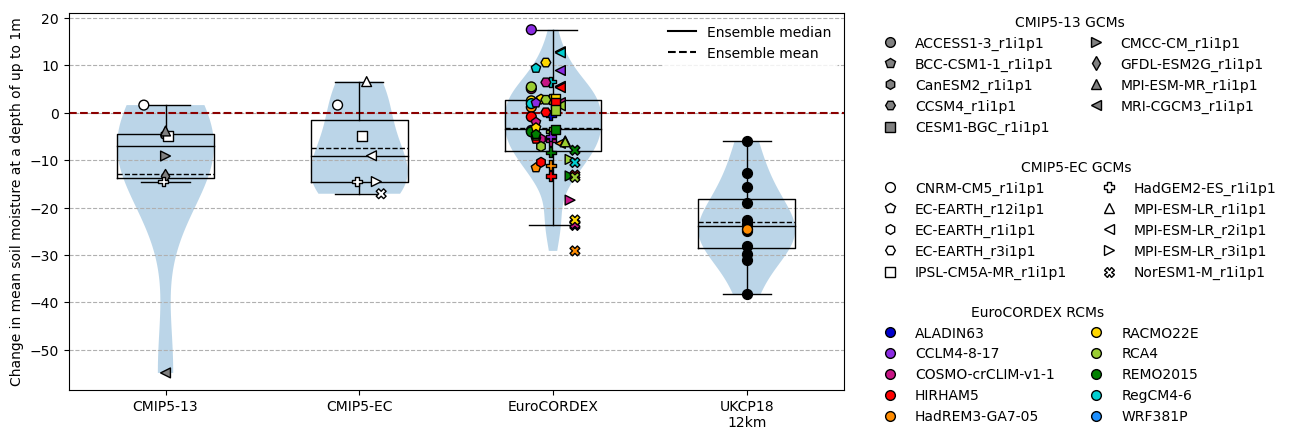 Change in mean soil moisture at a depth of up to 1m
20
10
0
−10
−20
−30
−40
−50
Ensemble median
Ensemble mean
CMIP5-13
CMIP5-EC
EuroCORDEX
UKCP18
12km
CMIP5-13 GCMs
ACCESS1-3_r1i1p1
BCC-CSM1-1_r1i1p1
CanESM2_r1i1p1
CCSM4_r1i1p1
CESM1-BGC_r1i1p1
CMCC-CM_r1i1p1
GFDL-ESM2G_r1i1p1
MPI-ESM-MR_r1i1p1
MRI-CGCM3_r1i1p1
CMIP5-EC GCMs
CNRM-CM5_r1i1p1
EC-EARTH_r12i1p1
EC-EARTH_r1i1p1
EC-EARTH_r3i1p1
IPSL-CM5A-MR_r1i1p1
HadGEM2-ES_r1i1p1
MPI-ESM-LR_r1i1p1
MPI-ESM-LR_r2i1p1
MPI-ESM-LR_r3i1p1
NorESM1-M_r1i1p1
EuroCORDEX RCMs
ALADIN63
CCLM4-8-17
COSMO-crCLIM-v1-1
HIRHAM5
HadREM3-GA7-05
RACMO22E
RCA4
REMO2015
RegCM4-6
WRF381P